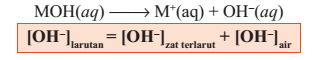 MOH(aq) ⟶ M⁺(aq) + OH⁻(aq)
[OH⁻]larutan = [OH⁻]zat terlarut + [OH⁻]air